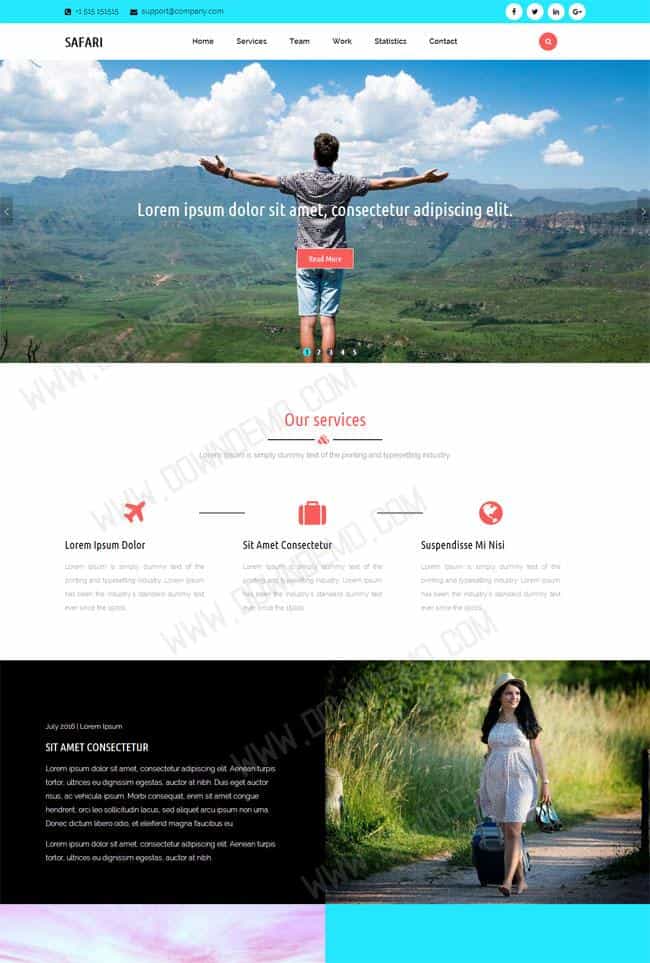 +1 515 151515 support@company.com
SAFARI Home Services Team Work Statistics Contact
Lorem ipsum dolor sit amet, consectetur adipiscing elit.
Read More
1 2 3 4 5
Our services
Lorem Ipsum is simply dummy text of the printing and typesetting industry.
Lorem Ipsum Dolor
Lorem Ipsum is simply dummy text of the
printing and typesetting industry. Lorem Ipsum
has been the industry's standard dummy text
ever since the 1500s.
Sit Amet Consectetur
Lorem Ipsum is simply dummy text of the
printing and typesetting industry. Lorem Ipsum
has been the industry's standard dummy text
ever since the 1500s.
Suspendisse Mi Nisi
Lorem Ipsum is simply dummy text of the
printing and typesetting industry. Lorem Ipsum
has been the industry's standard dummy text
ever since the 1500s.
July 2016 | Lorem Ipsum
SIT AMET CONSECTETUR
Lorem ipsum dolor sit amet, consectetur adipiscing elit. Aenean turpis
tortor, ultrices eu dignissim egestas, auctor at nibh. Duis eget auctor
risus, ac vehicula ipsum. Morbi consequat, enim sit amet congue
hendrerit, orci leo sollicitudin lacus, sed aliquet arcu ipsum non urna.
Donec dictum libero odio, et eleifend magna faucibus eu.
Lorem ipsum dolor sit amet, consectetur adipiscing elit. Aenean turpis
tortor, ultrices eu dignissim egestas, auctor at nibh.
WWW.DOWNDEMO.COM
WWW.DOWNDEMO.COM
WWW.DOWNDEMO.COM
WWW.DOWNDEMO.COM